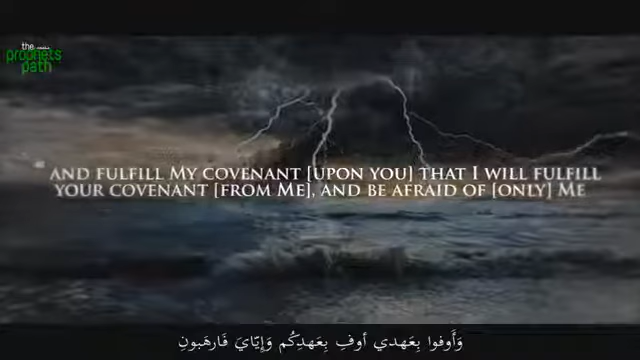 the
prophets
path
AND FULFILL MY COVENANT [UPON YOU] THAT I WILL FULFILL
YOUR COVENANT [FROM ME], AND BE AFRAID OF [ONLY] ME
وَأَوفوا بِعَهدي أوفِ بِعَهدِكُم وَإِيّايَ فَارهَبونِ